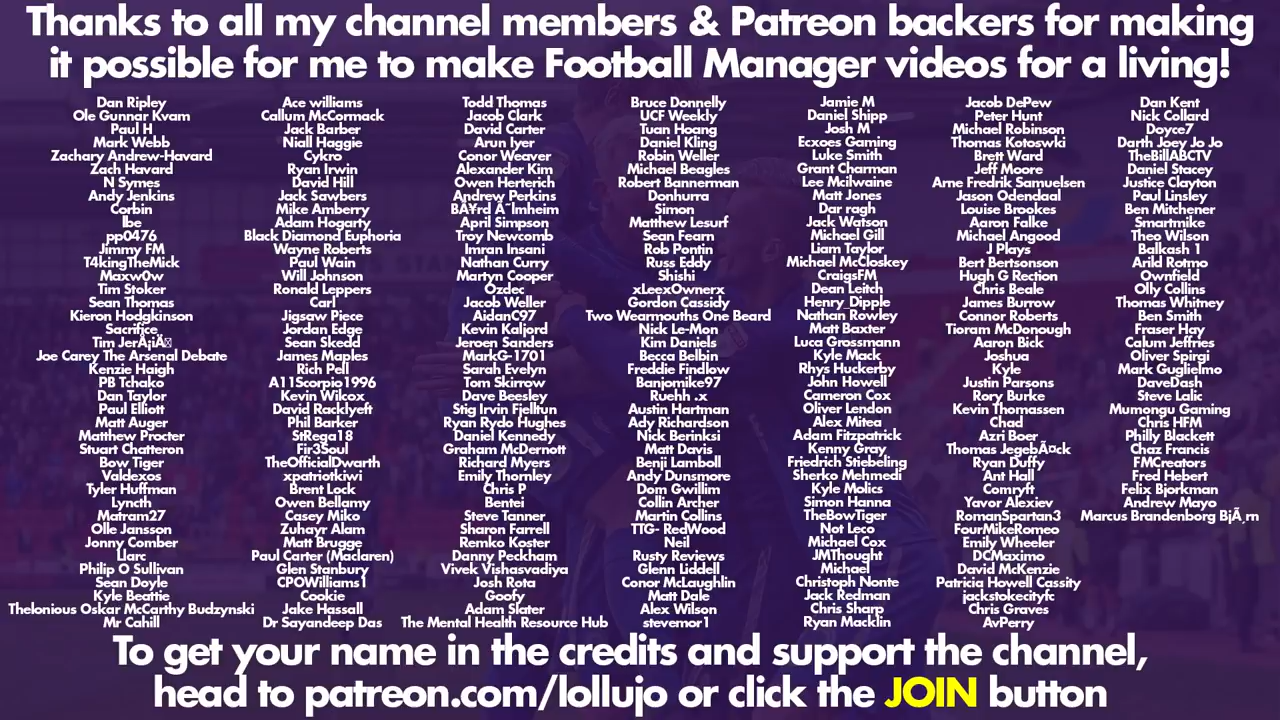 Thanks to all my channel members & Patreon backers for making
it possible for me to make Football Manager videos for a living!
Dan Ripley
Ole Gunnar Kvam
Paul H
Mark Webb
Zachary Andrew-Havard
Zach Havard
N Symes
Andy Jenkins
Corbin
Ibe
pp0476
Jimmy FM
T4kingTheMick
Maxw0w
Tim Stoker
Sean Thomas
Kieron Hodgkinson
Sacrifice
Tim
Joe Carey The Arsenal Debate
Kenzie Haigh
PB Tchako
Dan Taylor
Paul Elliott
Matt Auger
Matthew Procter
Stuart Chatteron
Bow Tiger
Valdexos
Tyler Huffman
Lyncth
Matram27
Olle Jansson
Jonny Comber
Llarc
Philip O Sullivan
Sean Doyle
Kyle Beattie
Thelonious Oskar McCarthy Budzynski
Mr Cahill
Ace williams
Callum McCormack
Jack Barber
Niall Haggie
Cykro
Ryan Irwin
David Hill
Jack Sawbers
Mike Amberry
Adam Hogarty
Black Diamond Euphoria
Wayne Roberts
Paul Wain
Will Johnson
Ronald Leppers
Carl
Jigsaw Piece
Jordan Edge
Sean Skedd
James Maples
Rich Pell
A11Scorpio1996
Kevin Wilcox
David Racklyeft
Phil Barker
StRega18
Fir3Soul
TheOfficialDwarth
xpatriotkiwi
Brent Lock
Owen Bellamy
Casey Miko
Zuhayr Alam
Matt Brugge
Paul Carter (Maclaren)
Glen Stanbury
CPOWilliams1
Cookie
Jake Hassall
Dr Sayandeep Das
Todd Thomas
Jacob Clark
David Carter
Arun Iyer
Conor Weaver
Alexander Kim
Owen Herterich
Andrew Perkins
BÃ¥rd Ã˜lmheim
April Simpson
Troy Newcomb
Imran Insani
Nathan Curry
Martyn Cooper
Ozdec
Jacob Weller
AidanC97
Kevin Kaljord
Jeroen Sanders
MarkG-1701
Sarah Evelyn
Tom Skirrow
Dave Beesley
Stig Irvin Fjelltun
Ryan Rydo Hughes
Daniel Kennedy
Graham McDernott
Richard Myers
Emily Thornley
Chris P
Bentei
Steve Tanner
Sharon Farrell
Remko Koster
Danny Peckham
Vivek Vishasvadiya
Josh Rota
Goofy
Adam Slater
The Mental Health Resource Hub
Bruce Donnelly
UCF Weekly
Tuan Hoang
Daniel Kling
Robin Weller
Michael Beagles
Robert Bannerman
Donhurra
Simon
Matthew Lesurf
Sean Fearn
Rob Pontin
Russ Eddy
Shishi
xLeexOwnerx
Gordon Cassidy
Two Wearmouths One Beard
Nick Le-Mon
Kim Daniels
Becca Belbin
Freddie Findlow
Banjomike97
Ruehh .x
Austin Hartman
Ady Richardson
Nick Berinksi
Matt Davis
Benji Lamboll
Andy Dunsmore
Dom Gwillim
Collin Archer
Martin Collins
TTG- RedWood
Neil
Rusty Reviews
Glenn Liddell
Conor McLaughlin
Matt Dale
Alex Wilson
stevemor1
Jamie M
Daniel Shipp
Josh M
Ecxoes Gaming
Luke Smith
Grant Charman
Lee Mcilwaine
Matt Jones
Dar ragh
Jack Watson
Michael Gill
Liam Taylor
Michael McCloskey
CraigsFM
Dean Leitch
Henry Dipple
Nathan Rowley
Matt Baxter
Luca Grossmann
Kyle Mack
Rhys Huckerby
John Howell
Cameron Cox
Oliver Lendon
Alex Mitea
Adam Fitzpatrick
Kenny Gray
Friedrich Stiebeling
Sherko Mehmedi
Kyle Molics
Simon Hanna
TheBowTiger
Not Leco
Michael Cox
JMThought
Michael
Christoph Nonte
Jack Redman
Chris Sharp
Ryan Macklin
Jacob DePew
Peter Hunt
Michael Robinson
Thomas Kotoswki
Brett Ward
Jeff Moore
Arne Fredrik Samuelsen
Jason Odendaal
Louise Brookes
Aaron Falke
Michael Angood
J Plays
Bert Bertsonson
Hugh G Rection
Chris Beale
James Burrow
Connor Roberts
Tioram McDonough
Aaron Bick
Joshua
Kyle
Justin Parsons
Rory Burke
Kevin Thomassen
Chad
Azri Boer
Thomas JegebÃ¤ck
Ryan Duffy
Ant Hall
Comryft
Yavor Alexiev
RomanSpartan3
FourMikeRomeo
Emily Wheeler
DCMaximo
David McKenzie
Patricia Howell Cassity
jackstokecityfc
Chris Graves
AvPerry
Dan Kent
Nick Collard
Doyce7
Darth Joey Jo Jo
TheBillABCTV
Daniel Stacey
Justice Clayton
Paul Linsley
Ben Mitchener
Smartmike
Theo Wilson
Balkash 1
Arild Rotmo
Ownfield
Olly Collins
Thomas Whitney
Ben Smith
Fraser Hay
Calum Jeffries
Oliver Spirgi
Mark Guglielmo
DaveDash
Steve Lalic
Mumongu Gaming
Chris HFM
Philly Blackett
Chaz Francis
FMCreators
Fred Hebert
Felix Bjorkman
Andrew Mayo
Marcus Brandenborg BjÃ¸rn
To get your name in the credits and support the channel,
head to patreon.com/lollujo or click the JOIN button